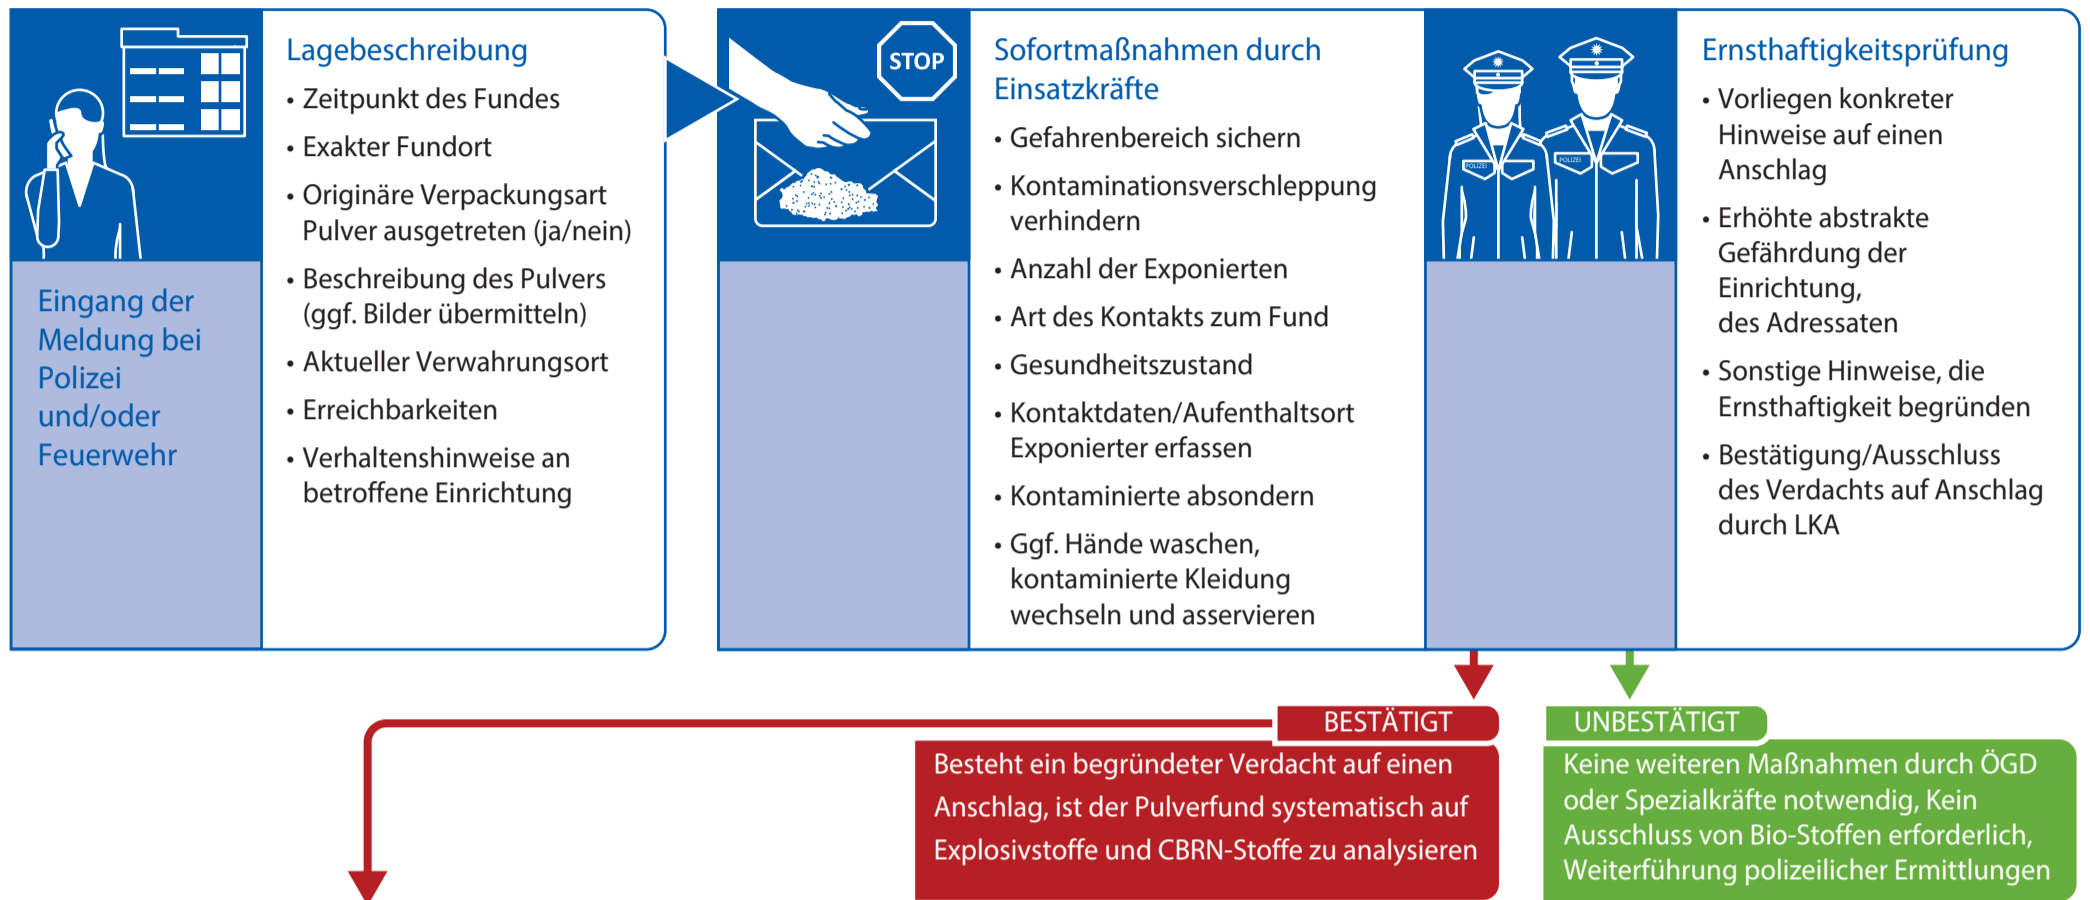 Eingang der
Meldung bei
Polizei
und/oder
Feuerwehr
Lagebeschreibung
• Zeitpunkt des Fundes
• Exakter Fundort
• Originäre Verpackungsart
Pulver ausgetreten (ja/nein)
• Beschreibung des Pulvers
(ggf. Bilder übermitteln)
• Aktueller Verwahrungsort
• Erreichbarkeiten
• Verhaltenshinweise an
betroffene Einrichtung
STOP
Sofortmaßnahmen durch
Einsatzkräfte
• Gefahrenbereich sichern
• Kontaminationsverschleppung
verhindern
• Anzahl der Exponierten
• Art des Kontakts zum Fund
• Gesundheitszustand
• Kontaktdaten/Aufenthaltsort
Exponierter erfassen
• Kontaminierte absondern
• Ggf. Hände waschen,
kontaminierte Kleidung
wechseln und asservieren
POLIZEI
POLIZEI
Ernsthaftigkeitsprüfung
• Vorliegen konkreter
Hinweise auf einen
Anschlag
• Erhöhte abstrakte
Gefährdung der
Einrichtung,
des Adressaten
• Sonstige Hinweise, die
Ernsthaftigkeit begründen
• Bestätigung/Ausschluss
des Verdachts auf Anschlag
durch LKA
BESTÄTIGT
Besteht ein begründeter Verdacht auf einen
Anschlag, ist der Pulverfund systematisch auf
Explosivstoffe und CBRN-Stoffe zu analysieren
UNBESTÄTIGT
Keine weiteren Maßnahmen durch ÖGD
oder Spezialkräfte notwendig, Kein
Ausschluss von Bio-Stoffen erforderlich,
Weiterführung polizeilicher Ermittlungen